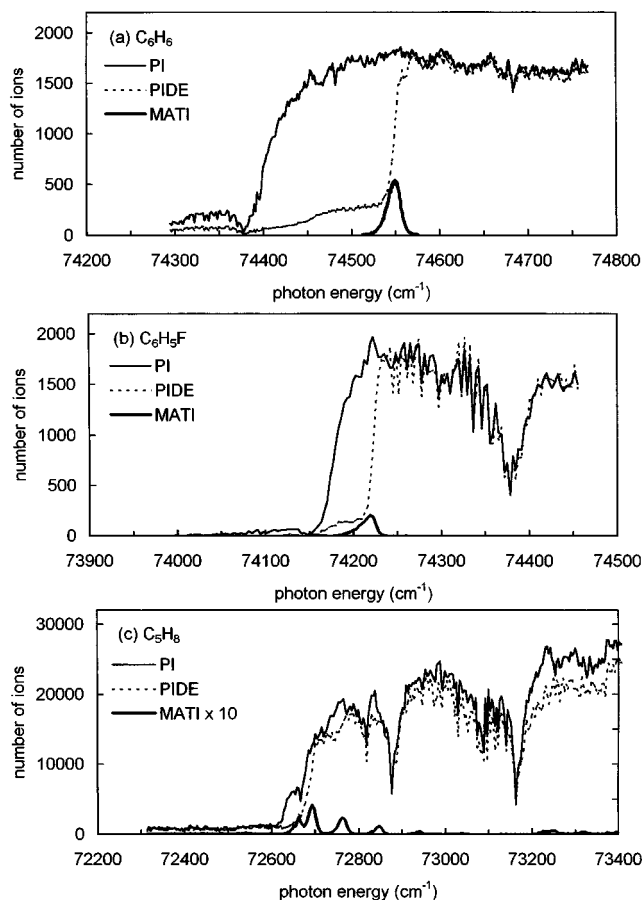 (a) C₆H₆
PI
PIDE
MATI
number of ions
2000
1500
1000
500
0
74300 74400 74500 74600 74700 74800
photon energy (cm⁻¹)
(b) C₆H₅F
PI
PIDE
MATI
number of ions
2000
1500
1000
500
0
73900 74000 74100 74200 74300 74400 74500
photon energy (cm⁻¹)
(c) C₅H₈
PI
PIDE
MATI x 10
number of ions
30000
20000
10000
0
72200 72400 72600 72800 73000 73200 73400
photon energy (cm⁻¹)